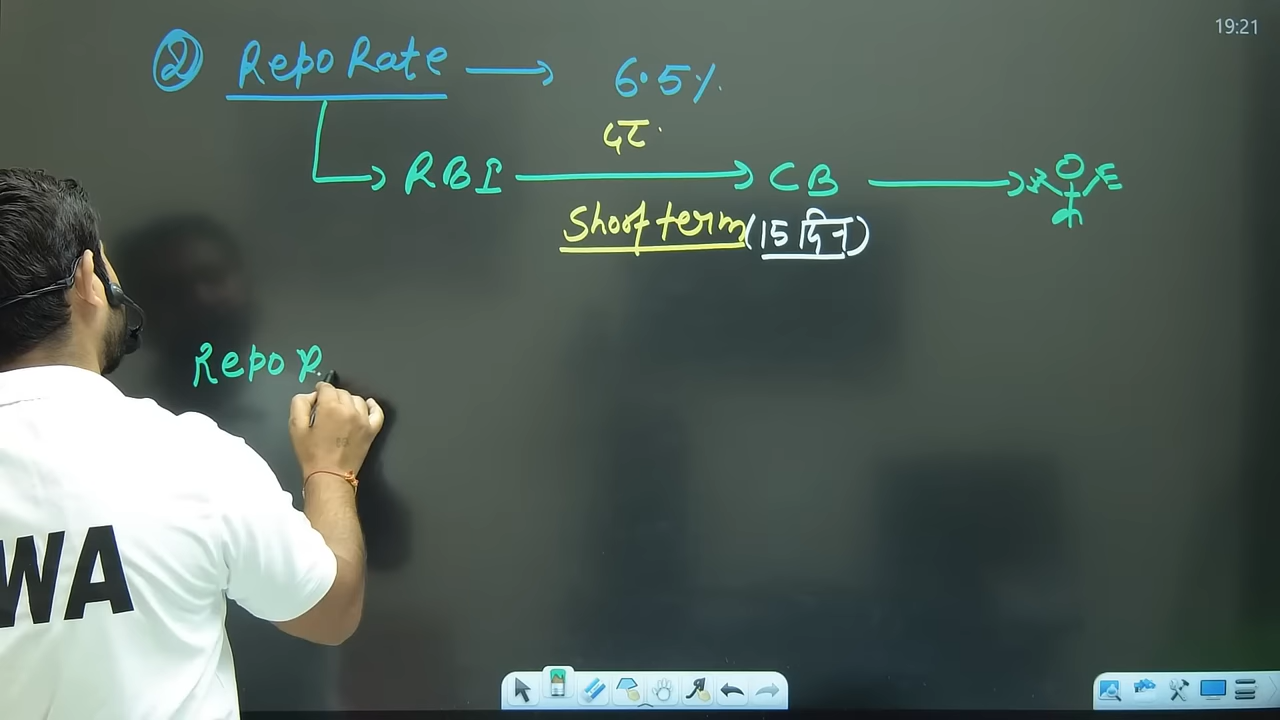 19:21
② Repo Rate → 6.5%
दर
RBI → CB →
Short term (15 दिन)
Repo R
WA